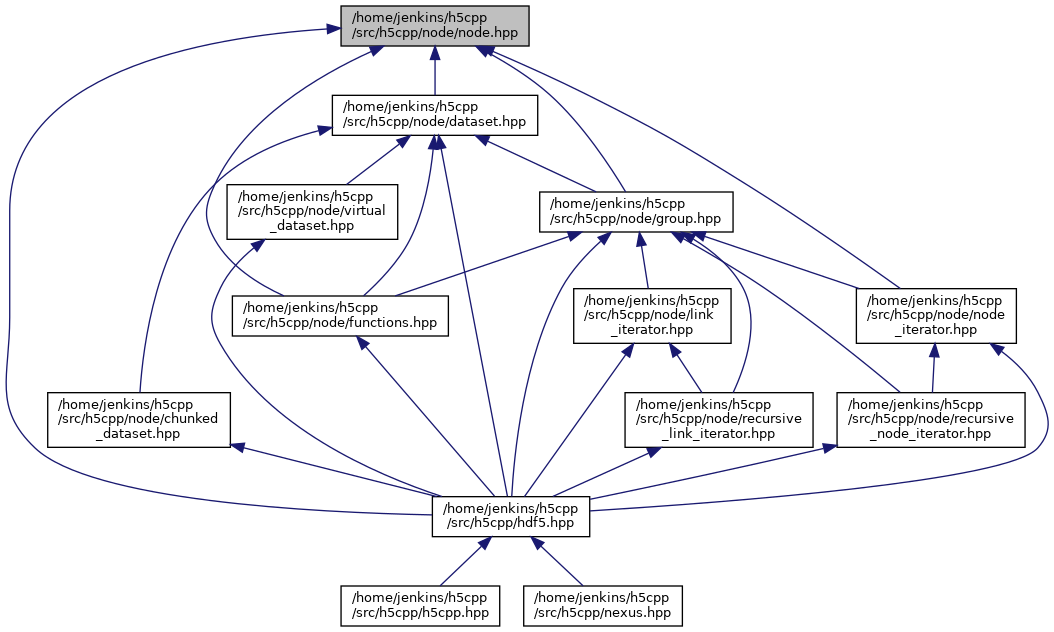 /home/jenkins/h5cpp
/src/h5cpp/node/node.hpp
/home/jenkins/h5cpp
/src/h5cpp/node/dataset.hpp
/home/jenkins/h5cpp
/src/h5cpp/node/virtual
_dataset.hpp
/home/jenkins/h5cpp
/src/h5cpp/node/group.hpp
/home/jenkins/h5cpp
/src/h5cpp/node/functions.hpp
/home/jenkins/h5cpp
/src/h5cpp/node/link
_iterator.hpp
/home/jenkins/h5cpp
/src/h5cpp/node/node
_iterator.hpp
/home/jenkins/h5cpp
/src/h5cpp/node/chunked
_dataset.hpp
/home/jenkins/h5cpp
/src/h5cpp/node/recursive
_link_iterator.hpp
/home/jenkins/h5cpp
/src/h5cpp/node/recursive
_node_iterator.hpp
/home/jenkins/h5cpp
/src/h5cpp/hdf5.hpp
/home/jenkins/h5cpp
/src/h5cpp/h5cpp.hpp
/home/jenkins/h5cpp
/src/h5cpp/nexus.hpp